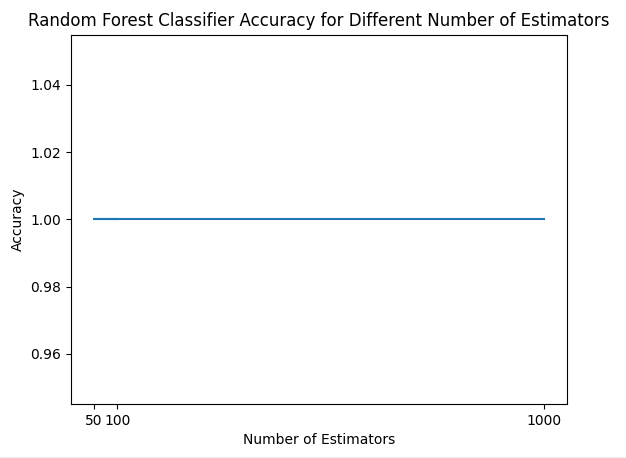 Random Forest Classifier Accuracy for Different Number of Estimators
1.04
1.02
1.00
0.98
0.96
Accuracy
50 100 1000
Number of Estimators